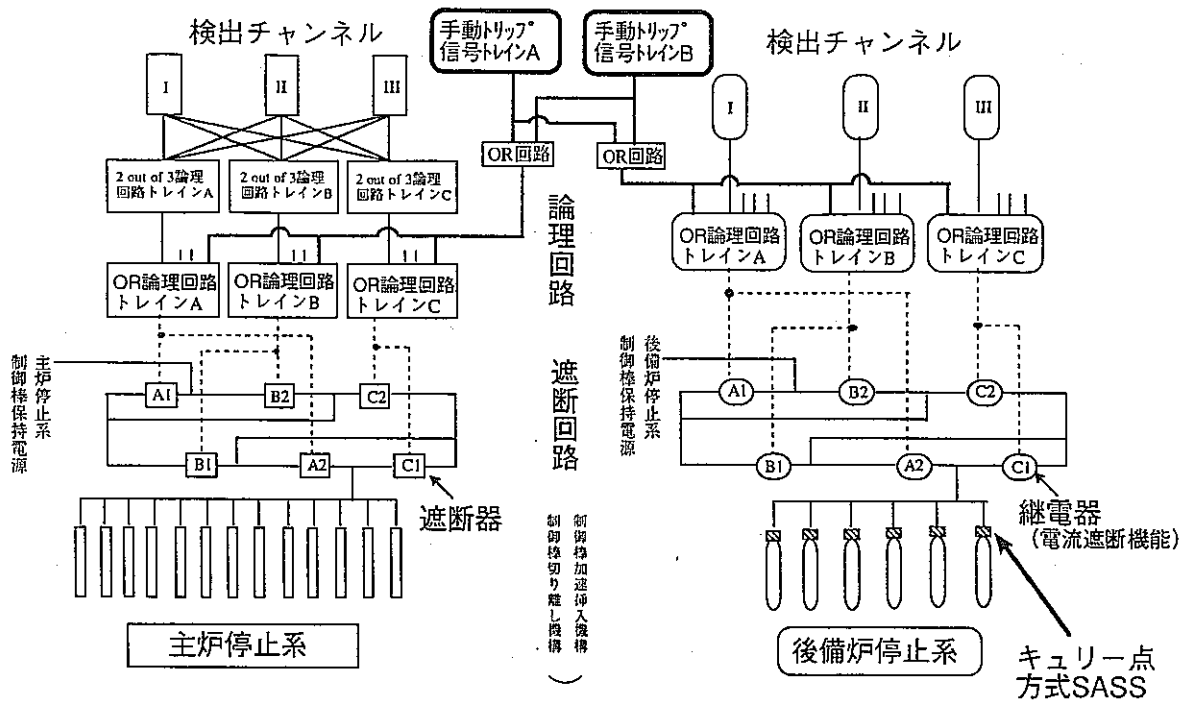 検出チャンネル
手動トリップ
信号トレインA
手動トリップ
信号トレインB
検出チャンネル
I
II
III
I
II
III
OR回路
OR回路
2 out of 3論理
回路トレインA
2 out of 3論理
回路トレインB
2 out of 3論理
回路トレインC
論理回路
OR論理回路
トレインA
OR論理回路
トレインB
OR論理回路
トレインC
OR論理回路
トレインA
OR論理回路
トレインB
OR論理回路
トレインC
主炉停止系
制御棒保持電源
遮断回路
後備炉停止系
制御棒保持電源
A1
B2
C2
B1
A2
C1
遮断器
A1
B2
C2
B1
A2
C1
継電器
(電流遮断機能)
制御棒加速挿入機構
制御棒切り離し機構
)
主炉停止系
後備炉停止系
キュリー点
方式SASS